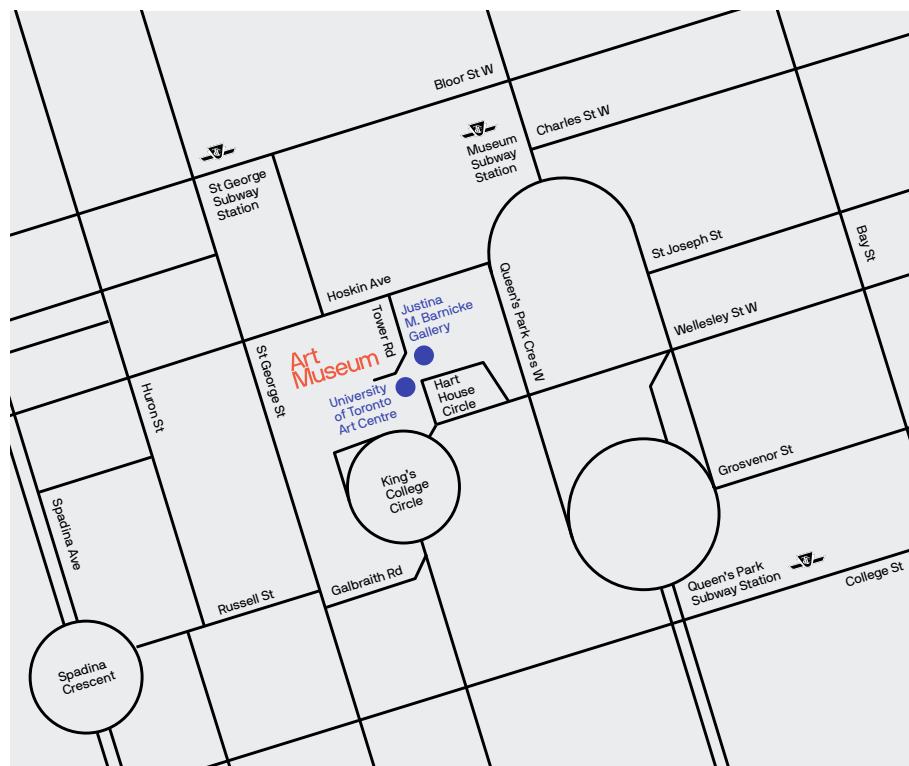 Bloor St W
Charles St W
Museum
Subway
Station
St George
Subway
Station
St Joseph St
Bay St
Hoskin Ave
Queen's Park Cres W
Tower Rd
Justina
M. Barnicke
Gallery
Wellesley St W
Art
Museum
St George St
Huron St
University
of Toronto
Art Centre
Hart
House
Circle
King's
College
Circle
Grosvenor St
Spadina Ave
Queen's Park
Subway Station
College St
Galbraith Rd
Russell St
Spadina
Crescent